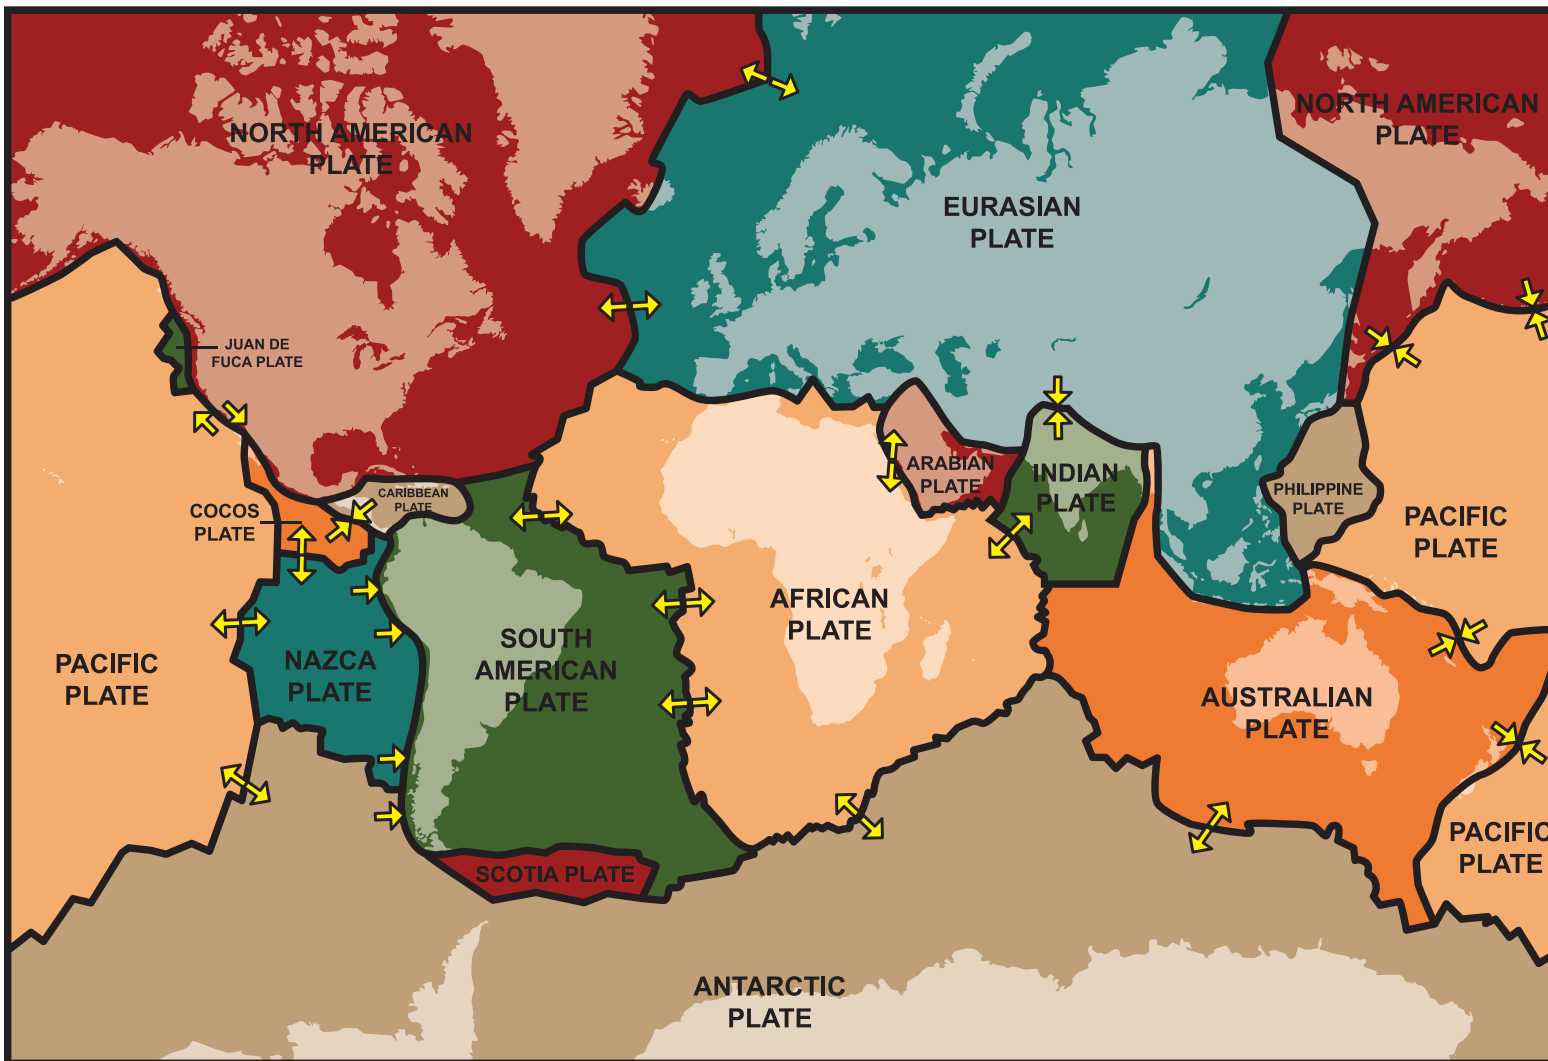 NORTH AMERICAN
PLATE
NORTH AMERICAN
PLATE
EURASIAN
PLATE
JUAN DE
FUCA PLATE
ARABIAN
PLATE
INDIAN
PLATE
CARIBBEAN
PLATE
COCOS
PLATE
PHILIPPINE
PLATE
PACIFIC
PLATE
AFRICAN
PLATE
SOUTH
AMERICAN
PLATE
NAZCA
PLATE
PACIFIC
PLATE
AUSTRALIAN
PLATE
PACIFIC
PLATE
SCOTIA PLATE
ANTARCTIC
PLATE